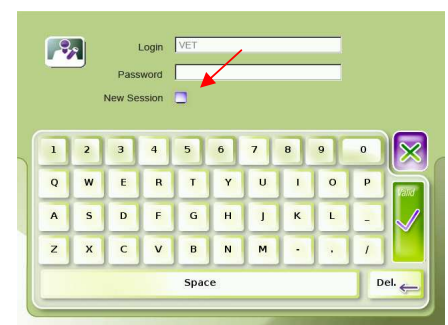 Login VET
Password
New Session
1 2 3 4 5 6 7 8 9 0
Q W E R T Y U I O P
valid
A S D F G H J K L _
Z X C V B N M - . /
Space Del.